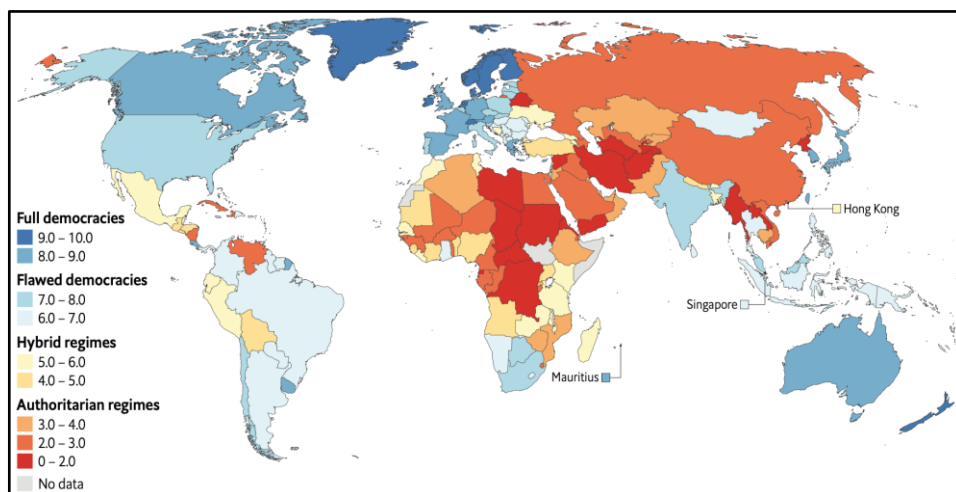 Full democracies
9.0 – 10.0
8.0 – 9.0
Flawed democracies
7.0 – 8.0
6.0 – 7.0
Hybrid regimes
5.0 – 6.0
4.0 – 5.0
Authoritarian regimes
3.0 – 4.0
2.0 – 3.0
0 – 2.0
No data
Hong Kong
Singapore
Mauritius